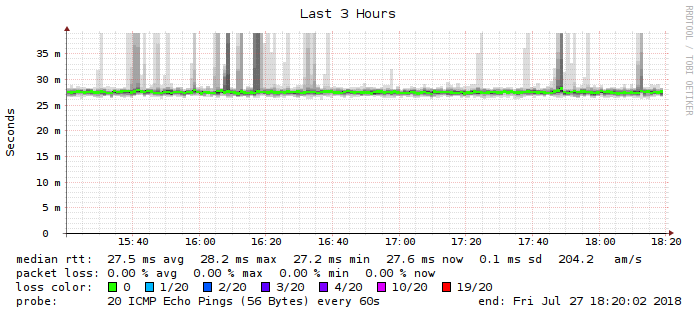 Last 3 Hours
RRDTOOL / TOBI OETIKER
Seconds
35 m
30 m
25 m
20 m
15 m
10 m
5 m
0
15:40 16:00 16:20 16:40 17:00 17:20 17:40 18:00 18:20
median rtt: 27.5 ms avg 28.2 ms max 27.2 ms min 27.6 ms now 0.1 ms sd 204.2 am/s
packet loss: 0.00 % avg 0.00 % max 0.00 % min 0.00 % now
loss color: 0 1/20 2/20 3/20 4/20 10/20 19/20
probe: 20 ICMP Echo Pings (56 Bytes) every 60s end: Fri Jul 27 18:20:02 2018